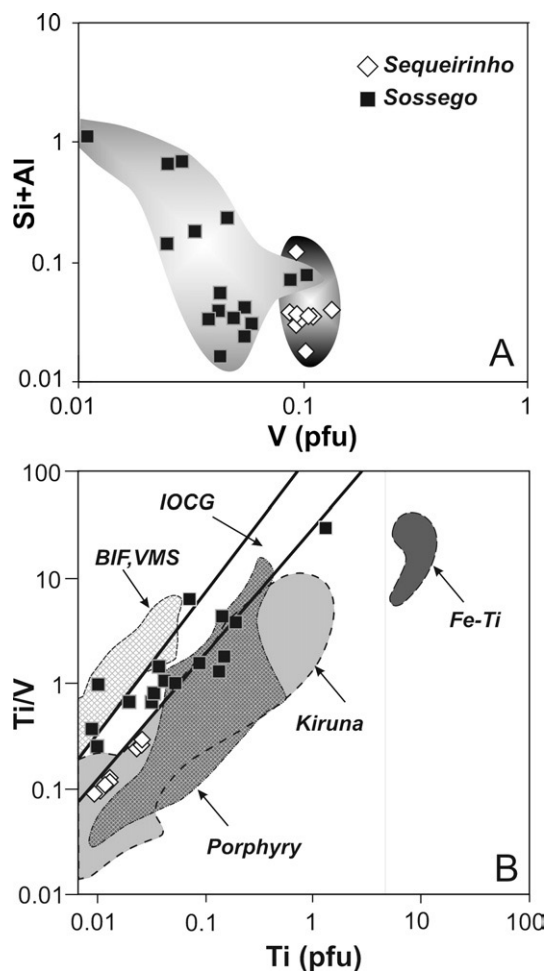 10
Sequeirinho
Sossego
1
Si+Al
0.1
A
0.01
0.01
0.1
1
V (pfu)
100
IOCG
BIF,VMS
10
Fe-Ti
Ti/V
1
Kiruna
0.1
Porphyry
B
0.01
0.01
0.1
1
10
100
Ti (pfu)